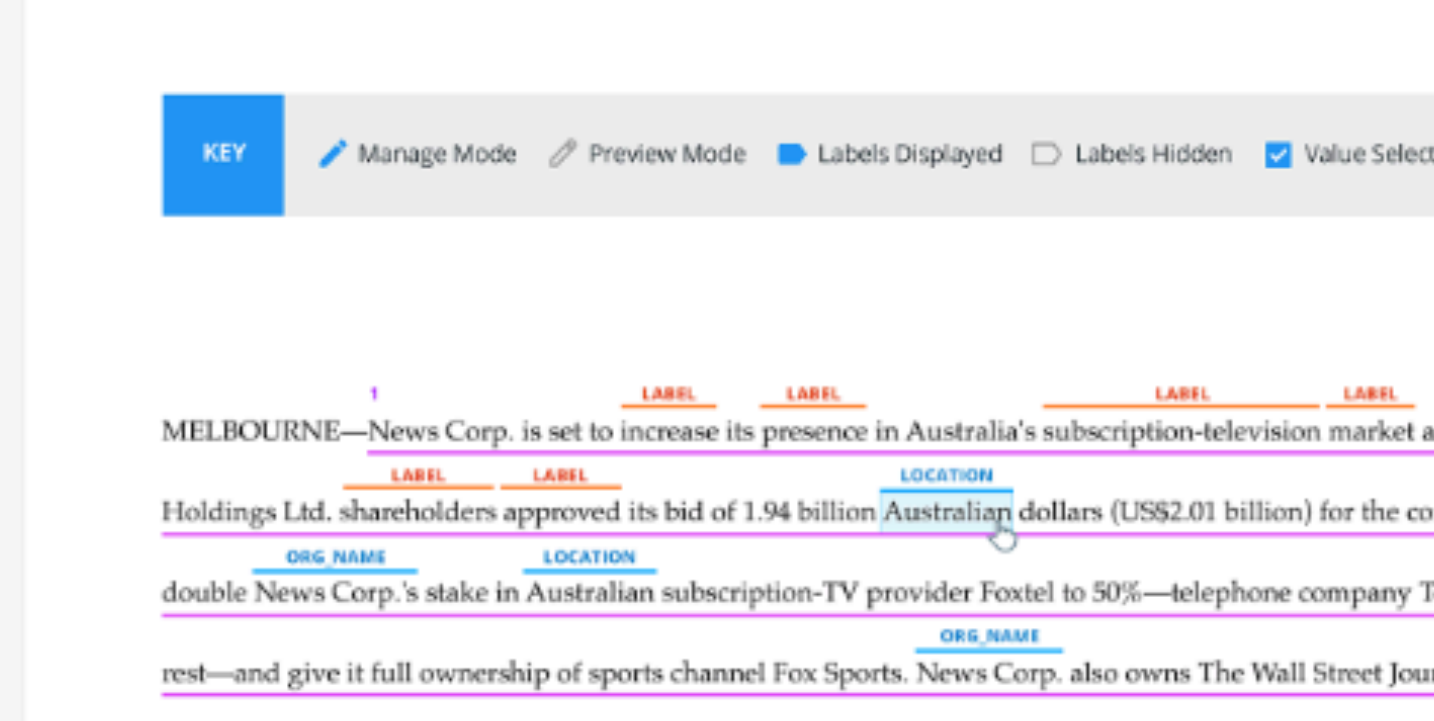 KEY Manage Mode Preview Mode Labels Displayed Labels Hidden Value Select
1 LABEL LABEL LABEL LABEL
MELBOURNE—News Corp. is set to increase its presence in Australia's subscription-television market a
LABEL LABEL LOCATION
Holdings Ltd. shareholders approved its bid of 1.94 billion Australian dollars (US$2.01 billion) for the co
ORG_NAME LOCATION
double News Corp.'s stake in Australian subscription-TV provider Foxtel to 50%—telephone company T
ORG_NAME
rest—and give it full ownership of sports channel Fox Sports. News Corp. also owns The Wall Street Jour